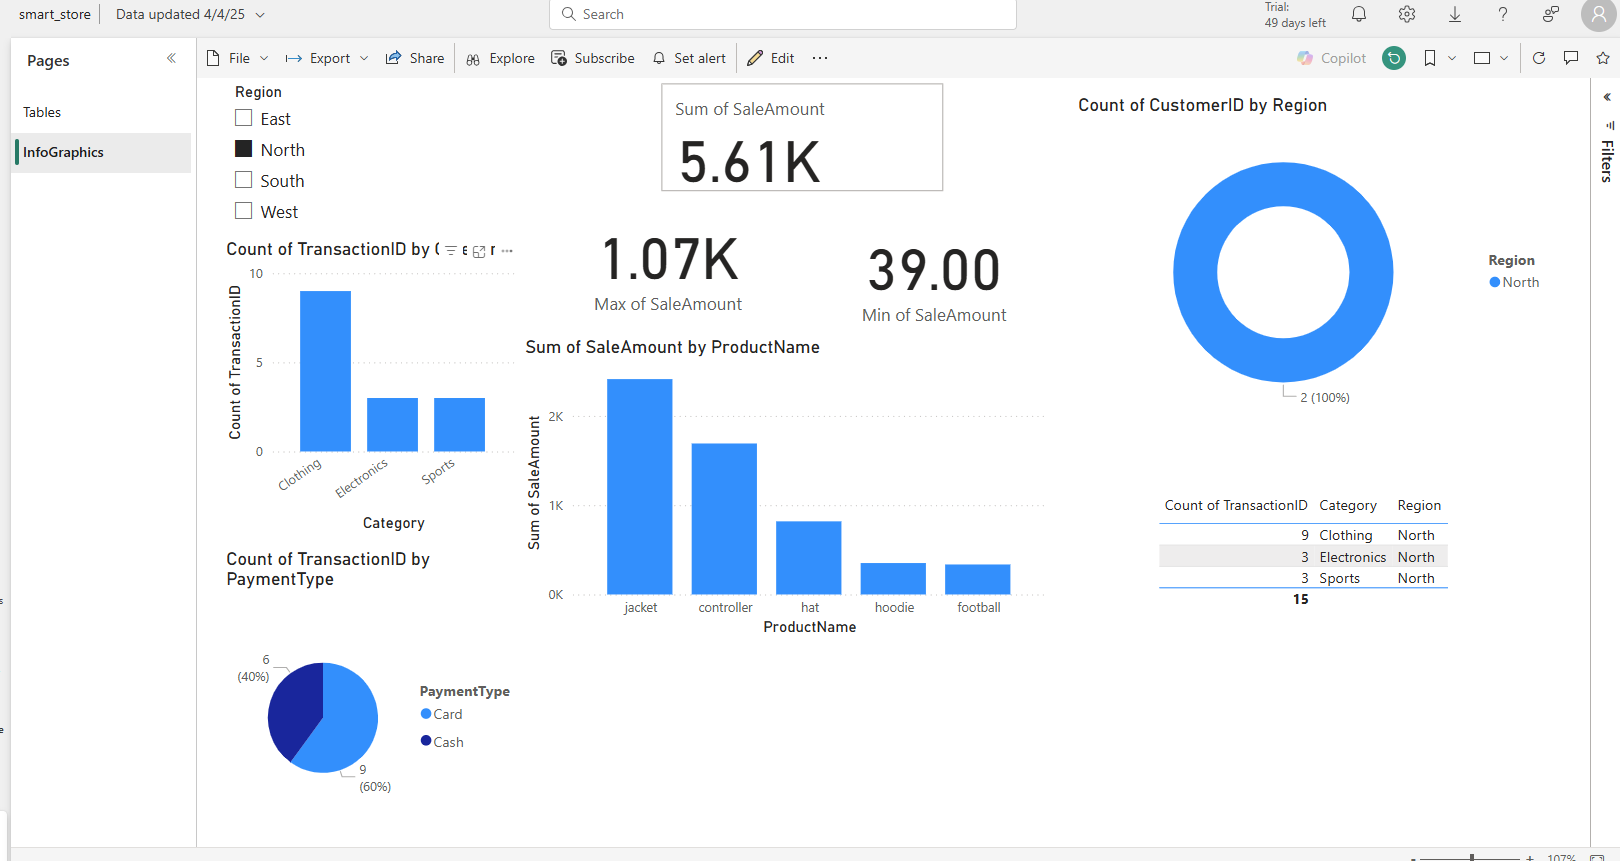 smart_store
Data updated 4/4/25
Search
Trial:
49 days left
Pages
Tables
InfoGraphics
File
Export
Share
Explore
Subscribe
Set alert
Edit
Copilot
Filters
Region
East
North
South
West
Sum of SaleAmount
5.61K
1.07K
Max of SaleAmount
39.00
Min of SaleAmount
Count of CustomerID by Region
2 (100%)
Region
North
Count of TransactionID by
Count of TransactionID
10
5
0
Clothing
Electronics
Sports
Category
Sum of SaleAmount by ProductName
Sum of SaleAmount
2K
1K
0K
jacket
controller
hat
hoodie
football
ProductName
Count of TransactionID by
PaymentType
6
(40%)
9
(60%)
PaymentType
Card
Cash
Count of TransactionID Category Region
9 Clothing North
3 Electronics North
3 Sports North
15
107%